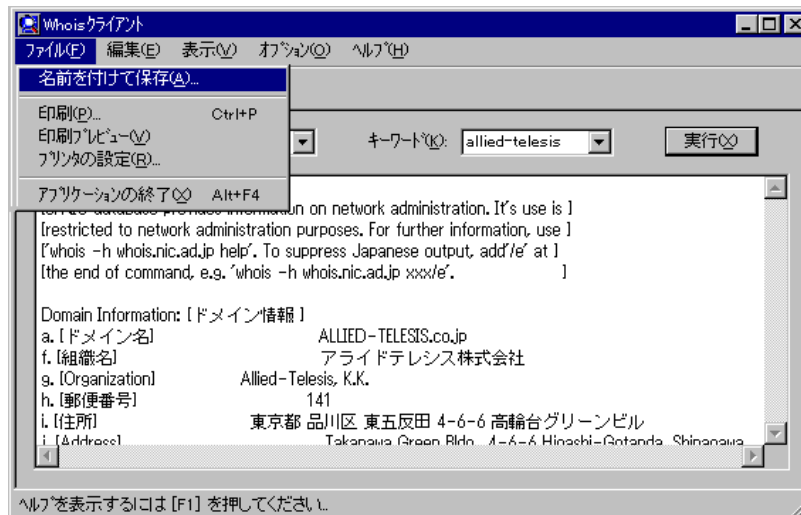 Whoisクライアント
ファイル(F) 編集(E) 表示(V) オプション(O) ヘルプ(H)
名前を付けて保存(A)...
印刷(P)... Ctrl+P
印刷プレビュー(V)
プリンタの設定(R)...
アプリケーションの終了(X) Alt+F4
キーワード(K): allied-telesis 実行(X)
database provides information on network administration. It's use is ]
[restricted to network administration purposes. For further information, use ]
['whois -h whois.nic.ad.jp help'. To suppress Japanese output, add'/e' at ]
[the end of command, e.g. 'whois -h whois.nic.ad.jp xxx/e'. ]
Domain Information: [ドメイン情報]
a. [ドメイン名] ALLIED-TELESIS.co.jp
f. [組織名] アライドテレシス株式会社
g. [Organization] Allied-Telesis, K.K.
h. [郵便番号] 141
i. [住所] 東京都 品川区 東五反田 4-6-6 高輪台グリーンビル
j. [Address] Takanawa Green Bldg., 4-6-6 Higashi-Gotanda, Shinagawa
ヘルプを表示するには [F1] を押してください。